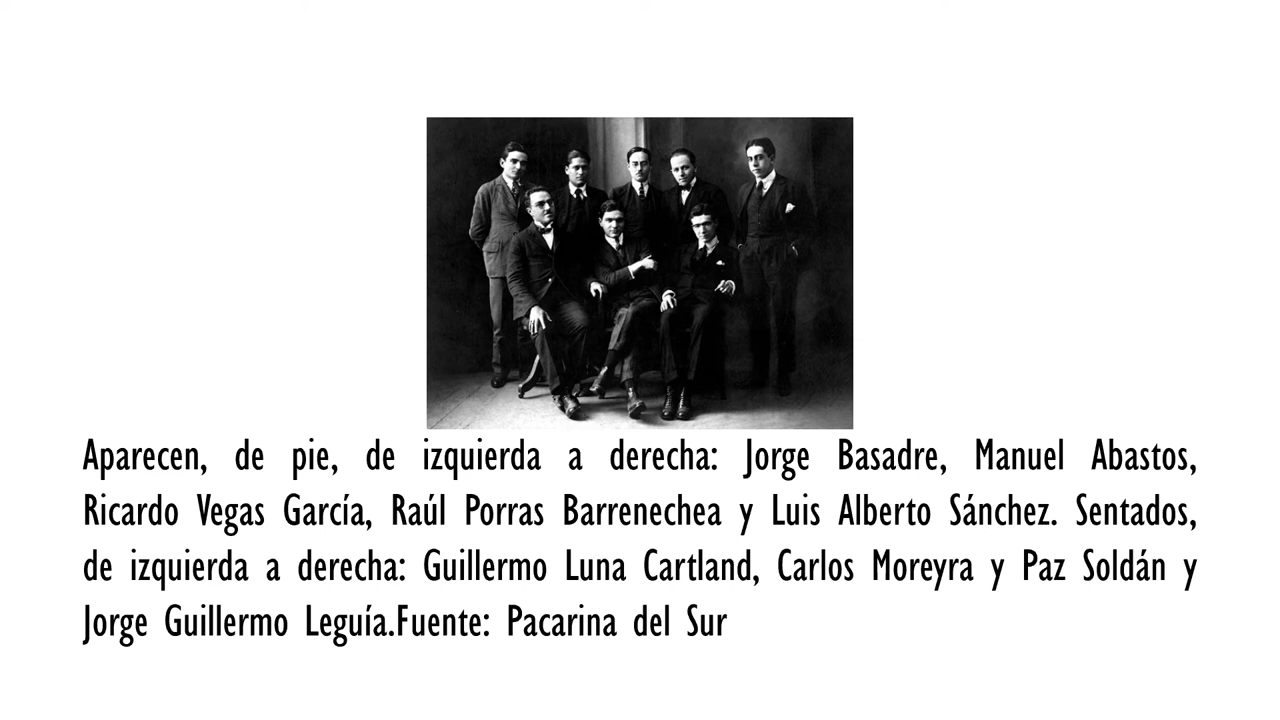 Aparecen, de pie, de izquierda a derecha: Jorge Basadre, Manuel Abastos,
Ricardo Vegas García, Raúl Porras Barrenechea y Luis Alberto Sánchez. Sentados,
de izquierda a derecha: Guillermo Luna Cartland, Carlos Moreyra y Paz Soldán y
Jorge Guillermo Leguía.Fuente: Pacarina del Sur